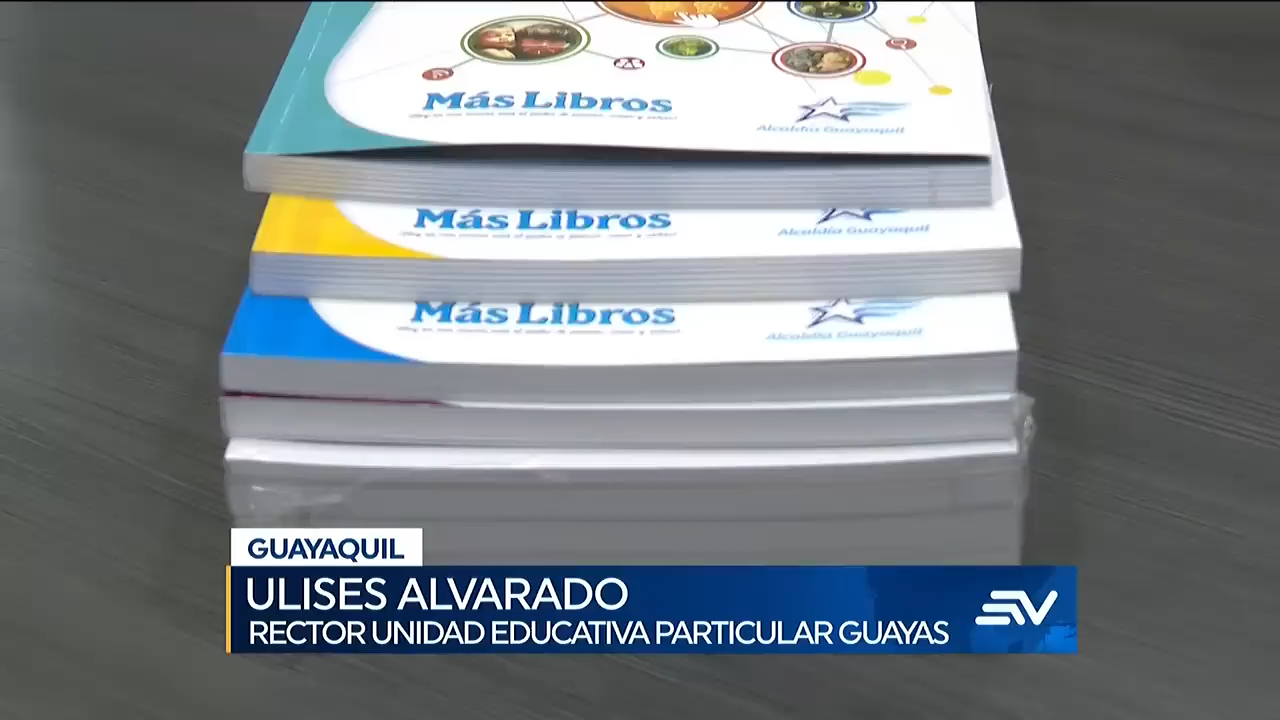 Más Libros
Alcaldía Guayaquil
Más Libros
Alcaldía Guayaquil
Más Libros
Alcaldía Guayaquil
GUAYAQUIL
ULISES ALVARADO
RECTOR UNIDAD EDUCATIVA PARTICULAR GUAYAS